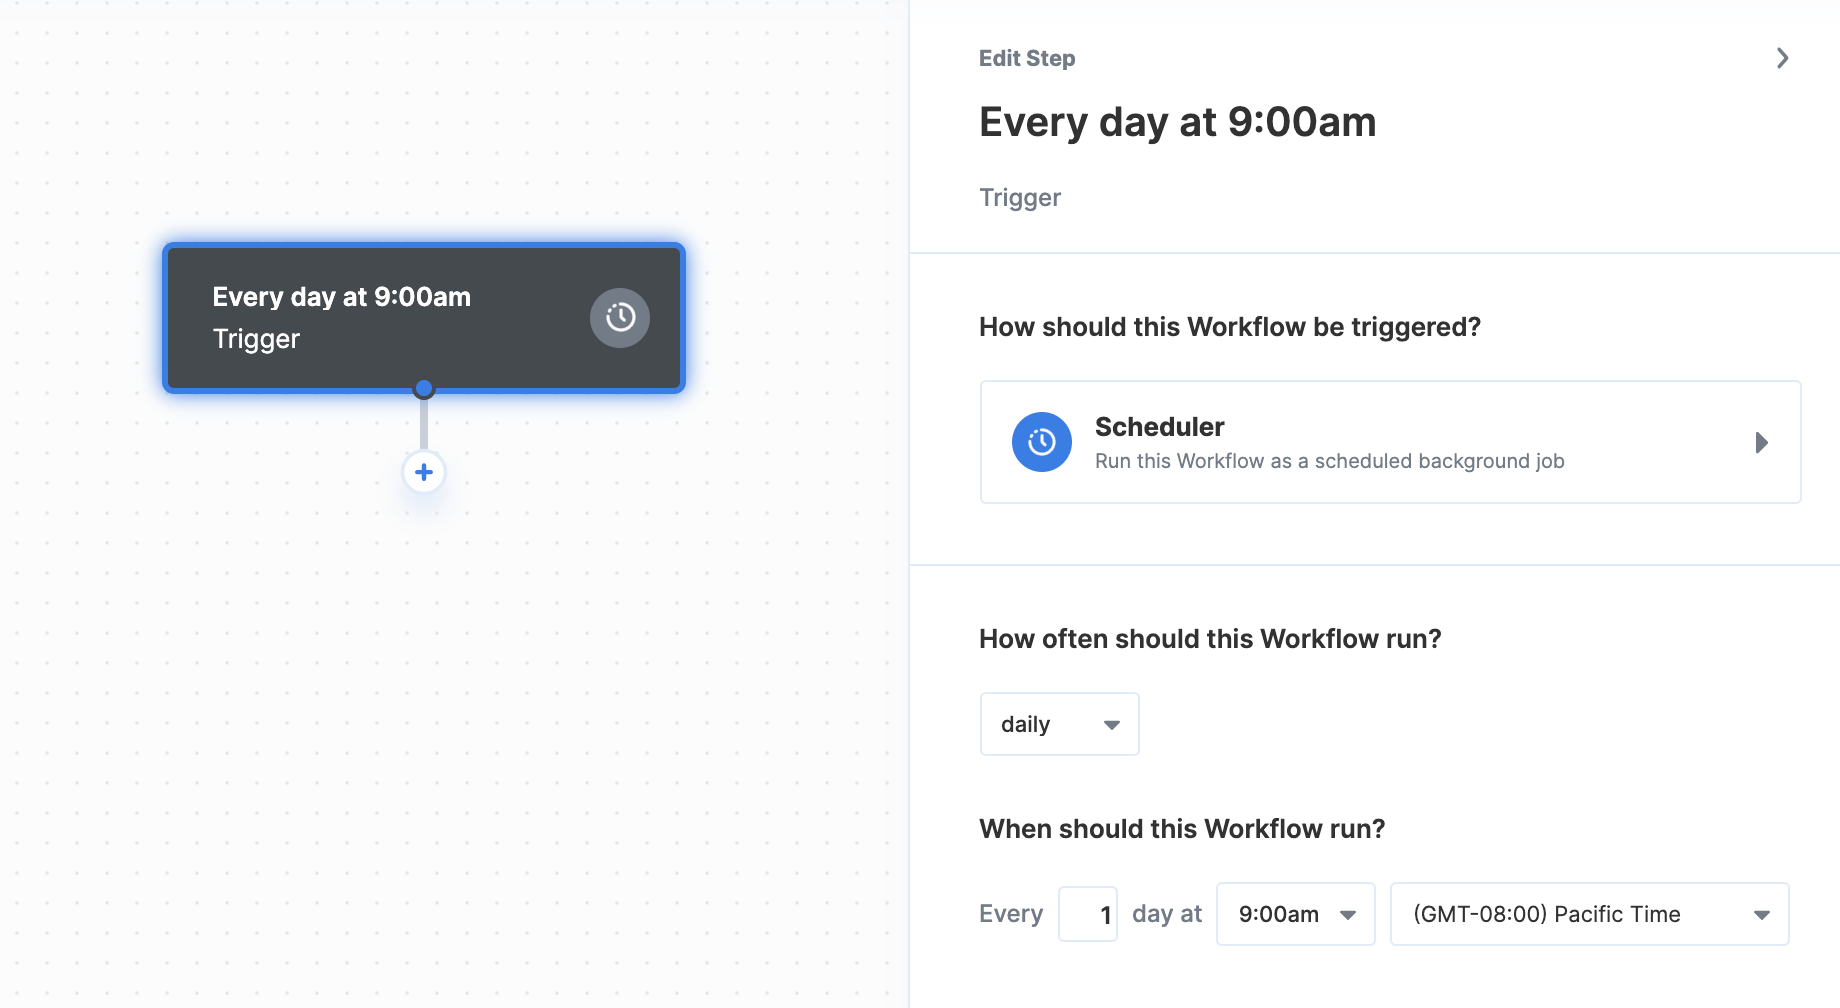 Every day at 9:00am
Trigger
Edit Step
Every day at 9:00am
Trigger
How should this Workflow be triggered?
Scheduler
Run this Workflow as a scheduled background job
How often should this Workflow run?
daily
When should this Workflow run?
Every 1 day at 9:00am (GMT-08:00) Pacific Time